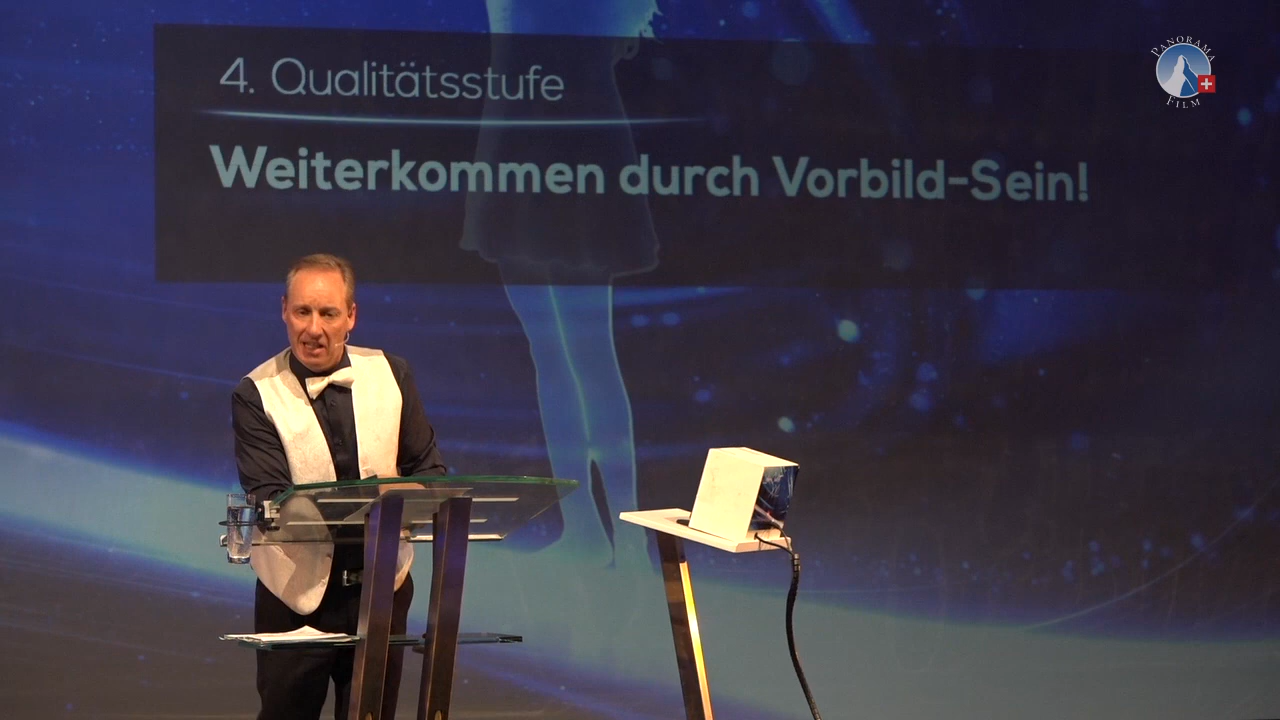 4. Qualitätsstufe
Weiterkommen durch Vorbild-Sein!
PANORAMA
FILM